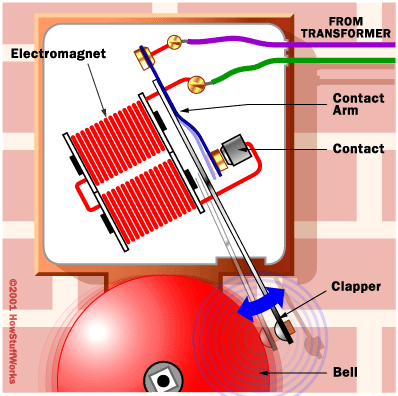 FROM
TRANSFORMER
Electromagnet
Contact
Arm
Contact
Clapper
Bell
©2001 HowStuffWorks